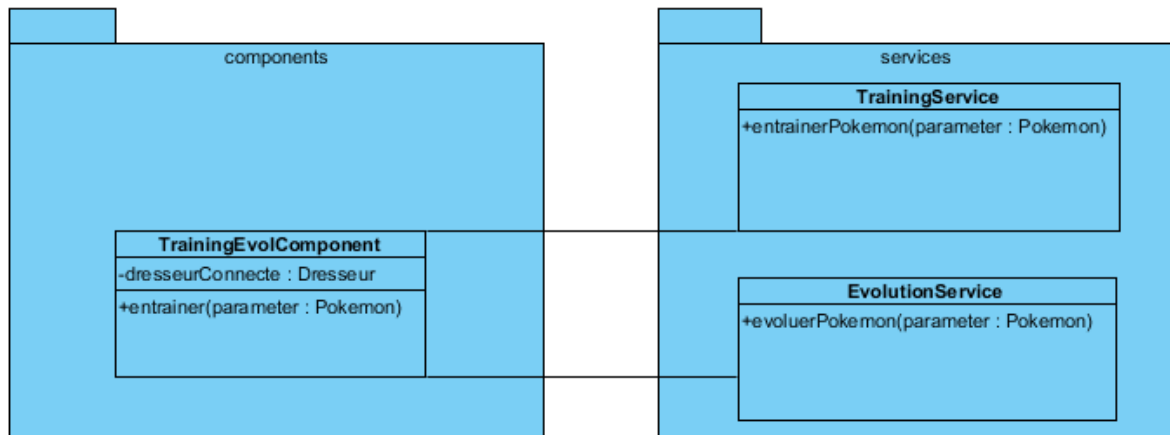 components
TrainingEvolComponent
-dresseurConnecte : Dresseur
+entrainer(parameter : Pokemon)
services
TrainingService
+entrainerPokemon(parameter : Pokemon)
EvolutionService
+evoluerPokemon(parameter : Pokemon)